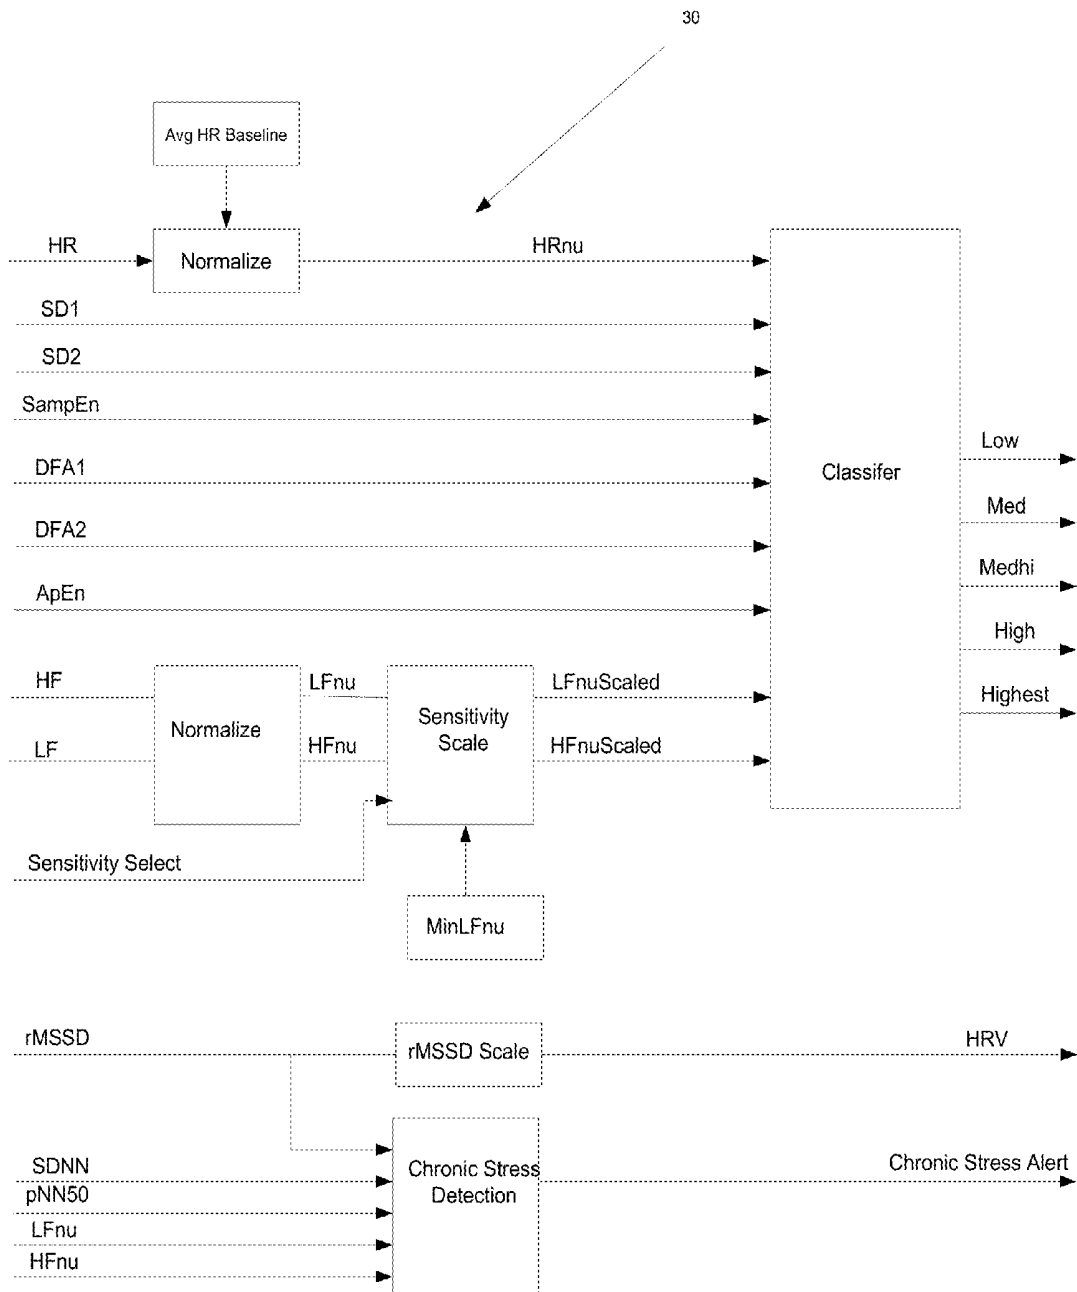 30
Avg HR Baseline
HR
Normalize
HRnu
SD1
SD2
SampEn
DFA1
DFA2
ApEn
Classifer
Low
Med
Medhi
High
Highest
HF
LF
Normalize
LFnu
HFnu
Sensitivity
Scale
LFnuScaled
HFnuScaled
Sensitivity Select
MinLFnu
rMSSD
rMSSD Scale
HRV
SDNN
pNN50
LFnu
HFnu
Chronic Stress
Detection
Chronic Stress Alert